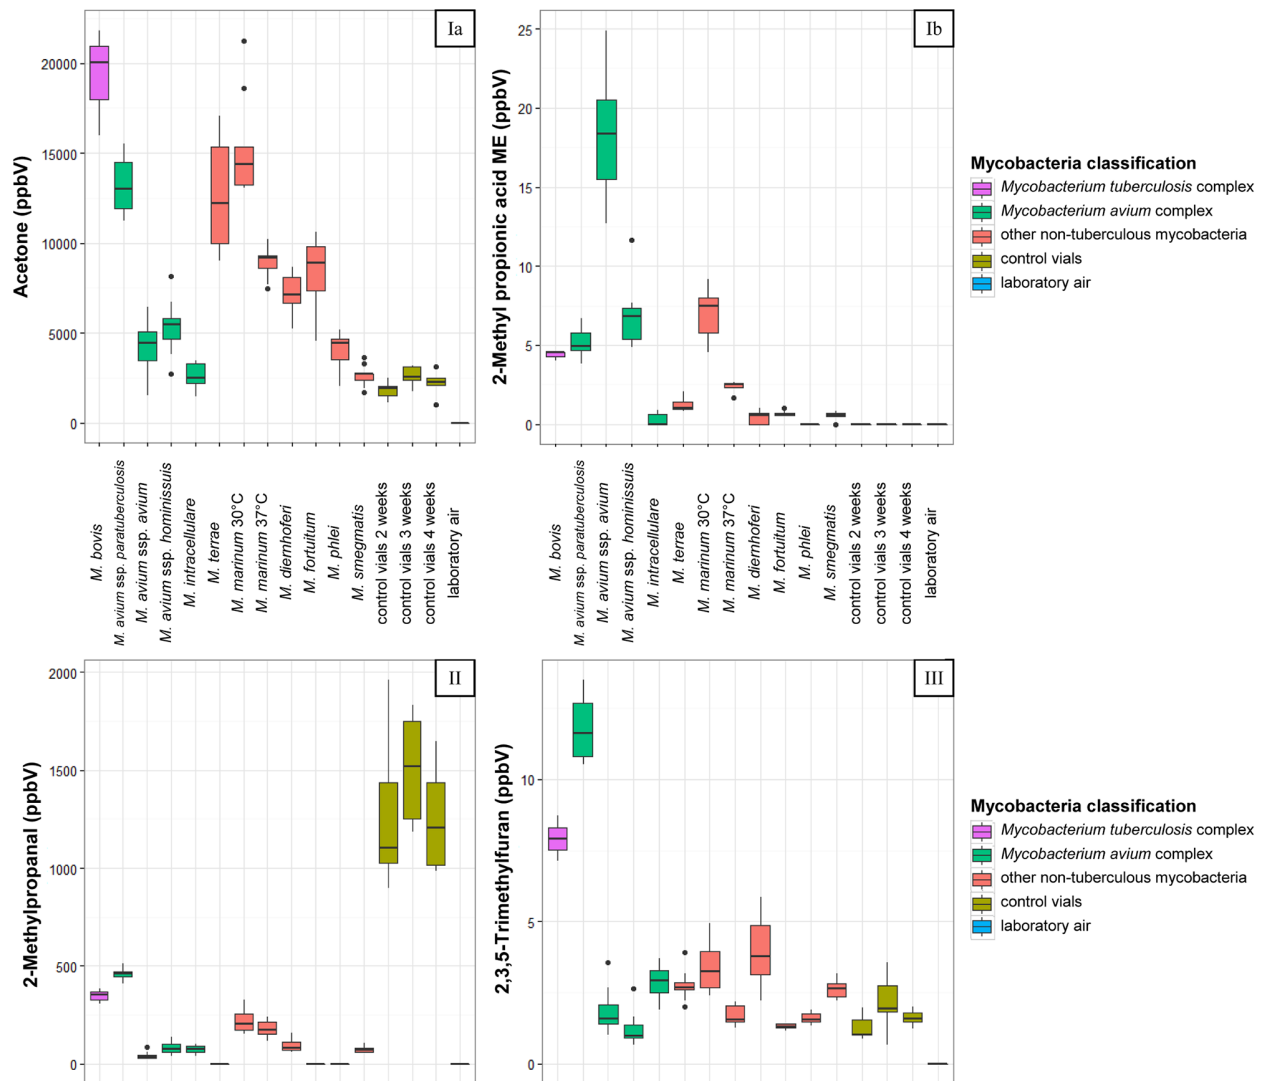 Ia
Acetone (ppbV)
20000
15000
10000
5000
0
M. bovis
M. avium ssp. paratuberculosis
M. avium ssp. avium
M. avium ssp. hominissuis
M. intracellulare
M. terrae
M. marinum 30°C
M. marinum 37°C
M. diernhoferi
M. fortuitum
M. phlei
M. smegmatis
control vials 2 weeks
control vials 3 weeks
control vials 4 weeks
laboratory air
Ib
2-Methyl propionic acid ME (ppbV)
25
20
15
10
5
0
M. bovis
M. avium ssp. paratuberculosis
M. avium ssp. avium
M. avium ssp. hominissuis
M. intracellulare
M. terrae
M. marinum 30°C
M. marinum 37°C
M. diernhoferi
M. fortuitum
M. phlei
M. smegmatis
control vials 2 weeks
control vials 3 weeks
control vials 4 weeks
laboratory air
Mycobacteria classification
Mycobacterium tuberculosis complex
Mycobacterium avium complex
other non-tuberculous mycobacteria
control vials
laboratory air
II
2-Methylpropanal (ppbV)
2000
1500
1000
500
0
III
2,3,5-Trimethylfuran (ppbV)
10
5
0
Mycobacteria classification
Mycobacterium tuberculosis complex
Mycobacterium avium complex
other non-tuberculous mycobacteria
control vials
laboratory air